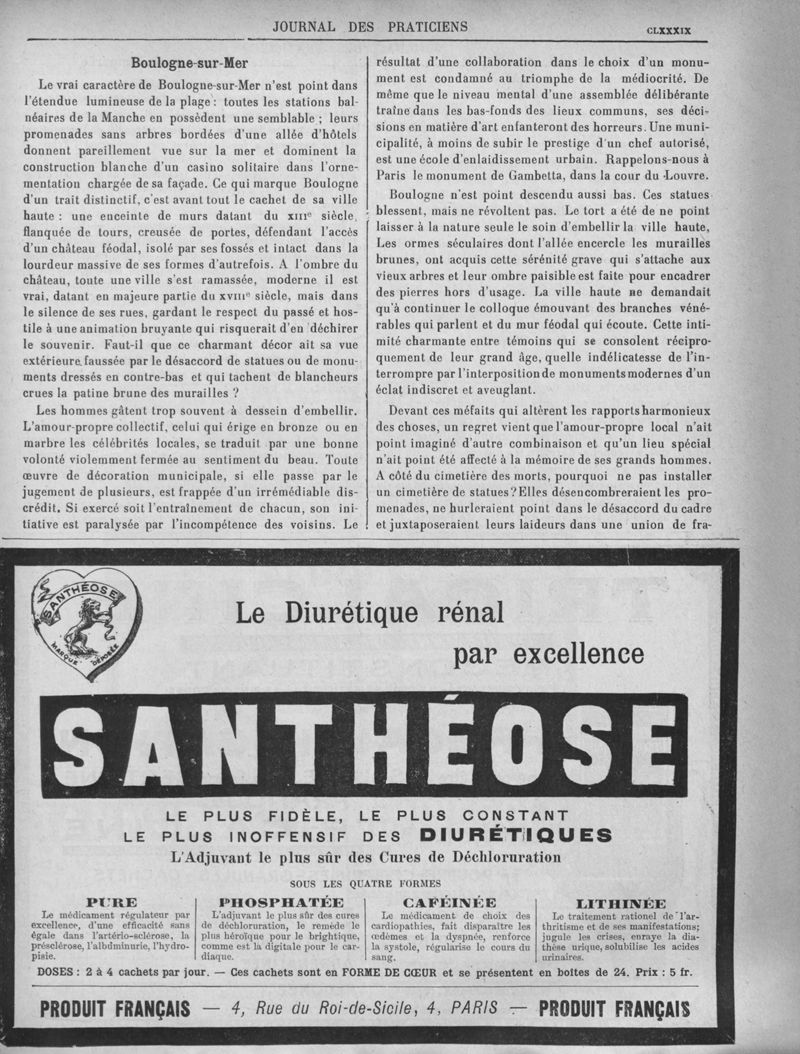 JOURNAL DES PRATICIENS
CLXXXIX
Boulogne-sur-Mer
Le vrai caractère de Boulogne-sur-Mer n'est point dans
l'étendue lumineuse de la plage : toutes les stations bal-
néaires de la Manche en possèdent une semblable ; leurs
promenades sans arbres bordées d'une allée d'hôtels
donnent pareillement vue sur la mer et dominent la
construction blanche d'un casino solitaire dans l'orne-
mentation chargée de sa façade. Ce qui marque Boulogne
d'un trait distinctif, c'est avant tout le cachet de sa ville
haute : une enceinte de murs datant du XIIIe siècle,
flanquée de tours, creusée de portes, défendant l'accès
d'un château féodal, isolé par ses fossés et intact dans la
lourdeur massive de ses formes d'autrefois. A l'ombre du
château, toute une ville s'est ramassée, moderne il est
vrai, datant en majeure partie du XVIIIe siècle, mais dans
le silence de ses rues, gardant le respect du passé et hos-
tile à une animation bruyante qui risquerait d'en déchirer
le souvenir. Faut-il que ce charmant décor ait sa vue
extérieure faussée par le désaccord de statues ou de monu-
ments dressés en contre-bas et qui tachent de blancheurs
crues la patine brune des murailles ?
Les hommes gâtent trop souvent à dessein d'embellir.
L'amour-propre collectif, celui qui érige en bronze ou en
marbre les célébrités locales, se traduit par une bonne
volonté violemment fermée au sentiment du beau. Toute
œuvre de décoration municipale, si elle passe par le
jugement de plusieurs, est frappée d'un irrémédiable dis-
crédit. Si exercé soit l'entraînement de chacun, son ini-
tiative est paralysée par l'incompétence des voisins. Le
résultat d'une collaboration dans le choix d'un monu-
ment est condamné au triomphe de la médiocrité. De
même que le niveau mental d'une assemblée délibérante
traîne dans les bas-fonds des lieux communs, ses déci-
sions en matière d'art enfanteront des horreurs. Une muni-
cipalité, à moins de subir le prestige d'un chef autorisé,
est une école d'enlaidissement urbain. Rappelons-nous à
Paris le monument de Gambetta, dans la cour du Louvre.
Boulogne n'est point descendu aussi bas. Ces statues
blessent, mais ne révoltent pas. Le tort a été de ne point
laisser à la nature seule le soin d'embellir la ville haute,
Les ormes séculaires dont l'allée encercle les murailles
brunes, ont acquis cette sérénité grave qui s'attache aux
vieux arbres et leur ombre paisible est faite pour encadrer
des pierres hors d'usage. La ville haute ne demandait
qu'à continuer le colloque émouvant des branches véné-
rables qui parlent et du mur féodal qui écoute. Cette inti-
mité charmante entre témoins qui se consolent récipro-
quement de leur grand âge, quelle indélicatesse de l'in-
terrompre par l'interposition de monuments modernes d'un
éclat indiscret et aveuglant.
Devant ces méfaits qui altèrent les rapports harmonieux
des choses, un regret vient que l'amour-propre local n'ait
point imaginé d'autre combinaison et qu'un lieu spécial
n'ait point été affecté à la mémoire de ses grands hommes.
A côté du cimetière des morts, pourquoi ne pas installer
un cimetière de statues ? Elles désencombreraient les pro-
menades, ne hurleraient point dans le désaccord du cadre
et juxtaposeraient leurs laideurs dans une union de fra-
SANTHÉOSE
MARQUE DÉPOSÉE
Le Diurétique rénal
par excellence
SANTHÉOSE
LE PLUS FIDÈLE, LE PLUS CONSTANT
LE PLUS INOFFENSIF DES DIURÉTIQUES
L'Adjuvant le plus sûr des Cures de Déchloruration
SOUS LES QUATRE FORMES
PURE
Le médicament régulateur par
excellence, d'une efficacité sans
égale dans l'artério-sclérose, la
présclérose, l'albuminurie, l'hydro-
pisie.
PHOSPHATÉE
L'adjuvant le plus sûr des cures
de déchloruration, le remède le
plus héroïque pour le brightique,
comme est la digitale pour le car-
diaque.
CAFÉINÉE
Le médicament de choix des
cardiopathies, fait disparaître les
œdèmes et la dyspnée, renforce
la systole, régularise le cours du
sang.
LITHINÉE
Le traitement rationel de l'ar-
thritisme et de ses manifestations;
jugule les crises, enraye la dia-
thèse urique, solubilise les acides
urinaires.
DOSES : 2 à 4 cachets par jour. — Ces cachets sont en FORME DE CŒUR et se présentent en boîtes de 24. Prix : 5 fr.
PRODUIT FRANÇAIS — 4, Rue du Roi-de-Sicile, 4, PARIS — PRODUIT FRANÇAIS